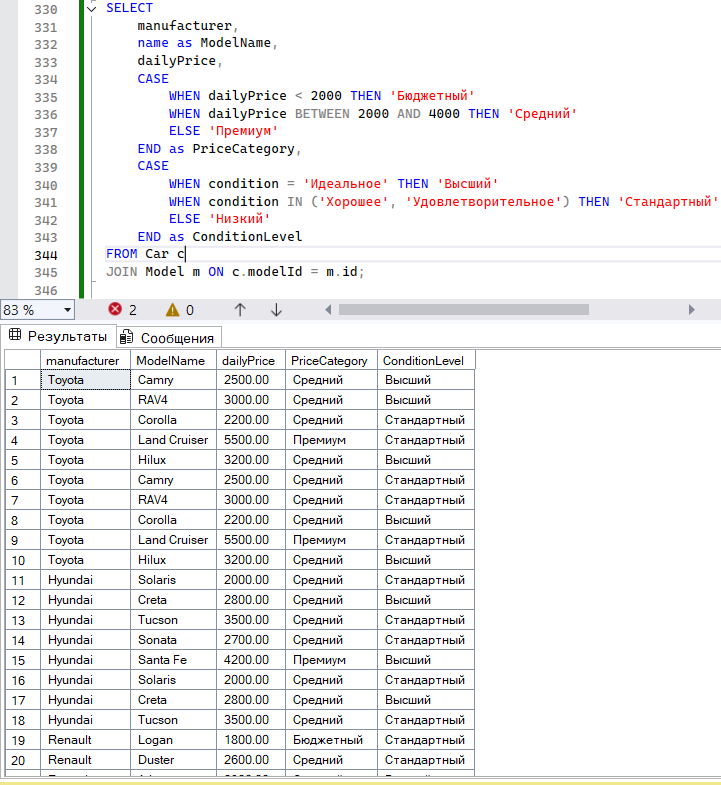 330 SELECT
331 manufacturer,
332 name as ModelName,
333 dailyPrice,
334 CASE
335 WHEN dailyPrice < 2000 THEN 'Бюджетный'
336 WHEN dailyPrice BETWEEN 2000 AND 4000 THEN 'Средний'
337 ELSE 'Премиум'
338 END as PriceCategory,
339 CASE
340 WHEN condition = 'Идеальное' THEN 'Высший'
341 WHEN condition IN ('Хорошее', 'Удовлетворительное') THEN 'Стандартный'
342 ELSE 'Низкий'
343 END as ConditionLevel
344 FROM Car c
345 JOIN Model m ON c.modelId = m.id;
346
83 % 2 0
Результаты Сообщения
manufacturer ModelName dailyPrice PriceCategory ConditionLevel
1 Toyota Camry 2500.00 Средний Высший
2 Toyota RAV4 3000.00 Средний Высший
3 Toyota Corolla 2200.00 Средний Стандартный
4 Toyota Land Cruiser 5500.00 Премиум Стандартный
5 Toyota Hilux 3200.00 Средний Высший
6 Toyota Camry 2500.00 Средний Стандартный
7 Toyota RAV4 3000.00 Средний Стандартный
8 Toyota Corolla 2200.00 Средний Высший
9 Toyota Land Cruiser 5500.00 Премиум Стандартный
10 Toyota Hilux 3200.00 Средний Высший
11 Hyundai Solaris 2000.00 Средний Стандартный
12 Hyundai Creta 2800.00 Средний Высший
13 Hyundai Tucson 3500.00 Средний Стандартный
14 Hyundai Sonata 2700.00 Средний Стандартный
15 Hyundai Santa Fe 4200.00 Премиум Высший
16 Hyundai Solaris 2000.00 Средний Стандартный
17 Hyundai Creta 2800.00 Средний Высший
18 Hyundai Tucson 3500.00 Средний Стандартный
19 Renault Logan 1800.00 Бюджетный Стандартный
20 Renault Duster 2600.00 Средний Стандартный